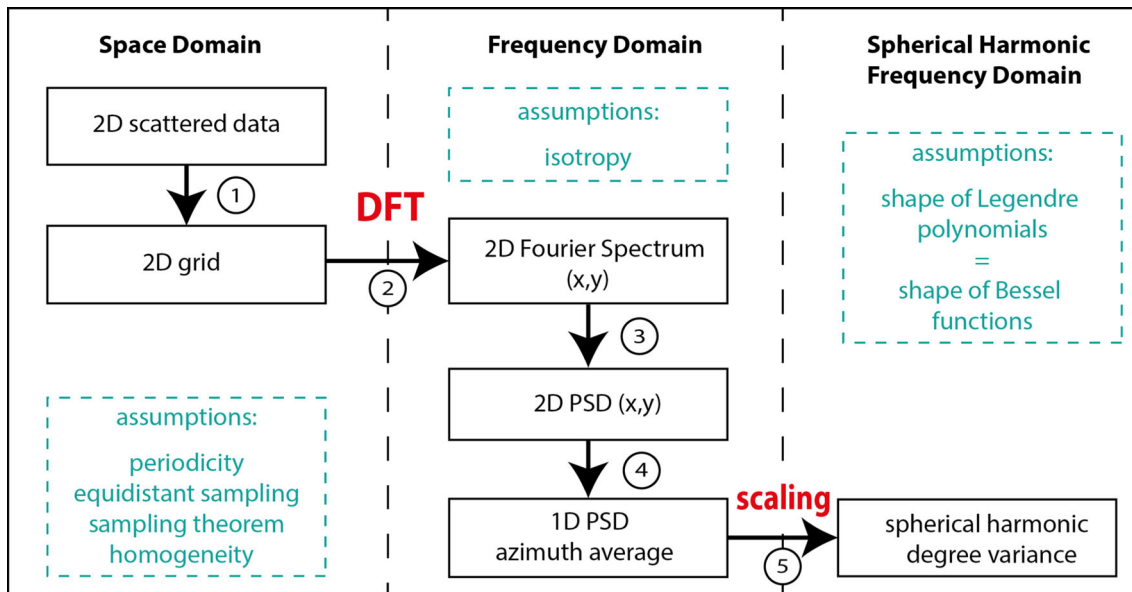 Space Domain
2D scattered data
1
2D grid
assumptions:
periodicity
equidistant sampling
sampling theorem
homogeneity
DFT
2
Frequency Domain
assumptions:
isotropy
2D Fourier Spectrum
(x,y)
3
2D PSD (x,y)
4
1D PSD
azimuth average
scaling
5
Spherical Harmonic
Frequency Domain
assumptions:
shape of Legendre
polynomials
=
shape of Bessel
functions
spherical harmonic
degree variance